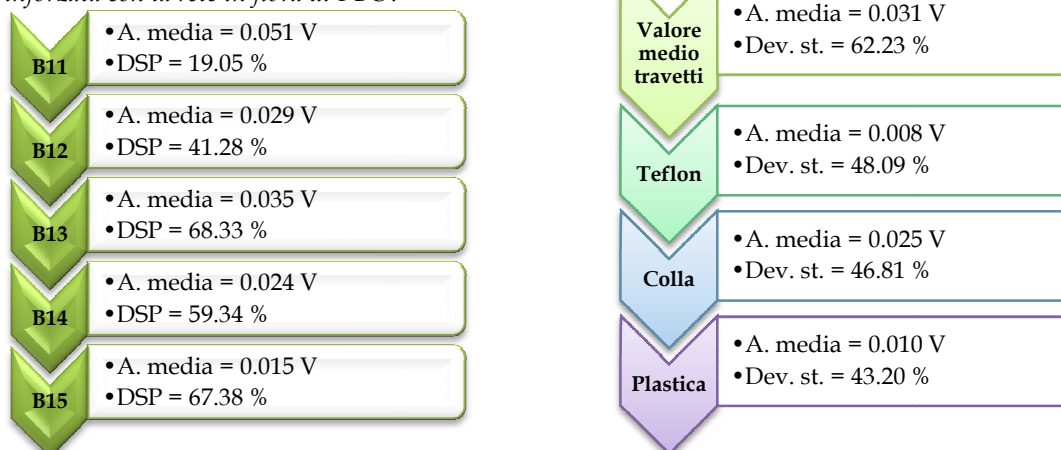 con la rete in fibra di PBO.
B11
•A. media = 0.051 V
•DSP = 19.05 %
B12
•A. media = 0.029 V
•DSP = 41.28 %
B13
•A. media = 0.035 V
•DSP = 68.33 %
B14
•A. media = 0.024 V
•DSP = 59.34 %
B15
•A. media = 0.015 V
•DSP = 67.38 %
Valore
medio
travetti
•A. media = 0.031 V
•Dev. st. = 62.23 %
Teflon
•A. media = 0.008 V
•Dev. st. = 48.09 %
Colla
•A. media = 0.025 V
•Dev. st. = 46.81 %
Plastica
•A. media = 0.010 V
•Dev. st. = 43.20 %